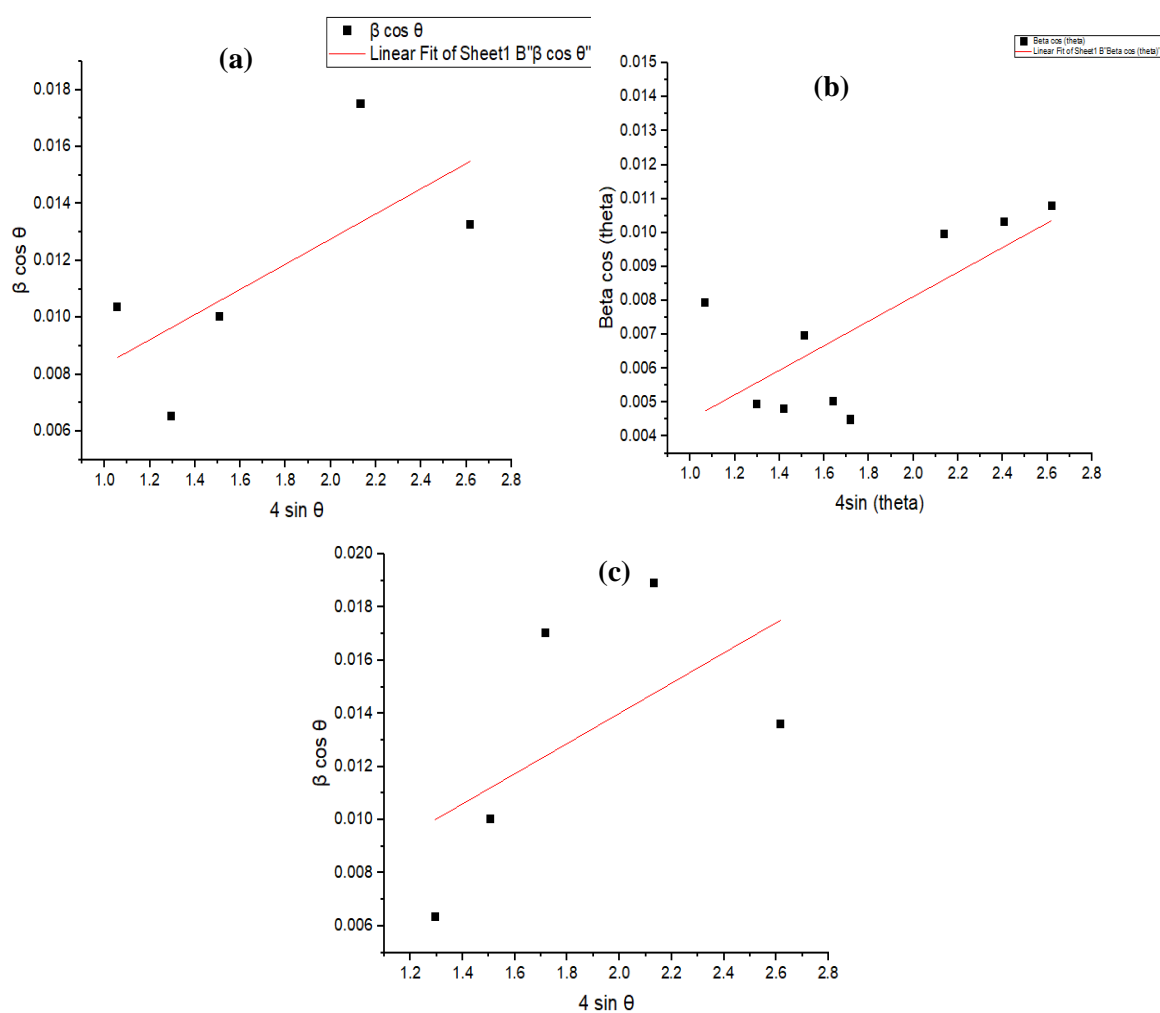 (a)
β cos θ
Linear Fit of Sheet1 B"β cos θ"
0.018
0.016
0.014
0.012
0.010
0.008
0.006
β cos θ
1.0 1.2 1.4 1.6 1.8 2.0 2.2 2.4 2.6 2.8
4 sin θ
(b)
Beta cos (theta)
Linear Fit of Sheet1 B"Beta cos (theta)"
0.015
0.014
0.013
0.012
0.011
0.010
0.009
0.008
0.007
0.006
0.005
0.004
Beta cos (theta)
1.0 1.2 1.4 1.6 1.8 2.0 2.2 2.4 2.6 2.8
4sin (theta)
(c)
0.020
0.018
0.016
0.014
0.012
0.010
0.008
0.006
β cos θ
1.2 1.4 1.6 1.8 2.0 2.2 2.4 2.6 2.8
4 sin θ